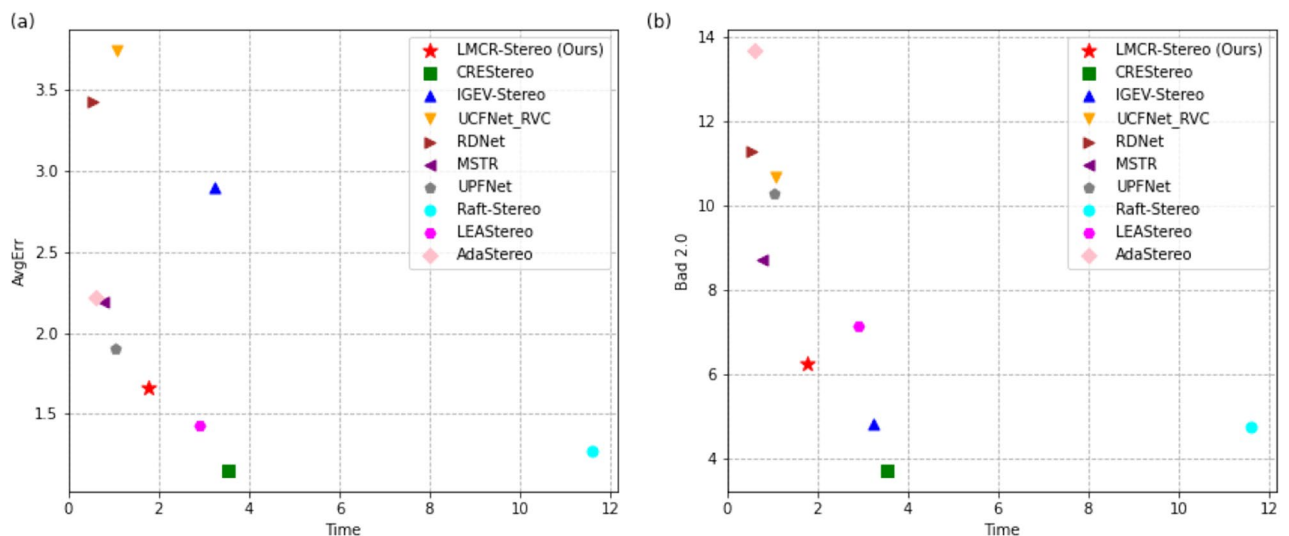 (a)
AvgErr
3.5
3.0
2.5
2.0
1.5
0
2
4
6
8
10
12
Time
LMCR-Stereo (Ours)
CREStereo
IGEV-Stereo
UCFNet_RVC
RDNet
MSTR
UPFNet
Raft-Stereo
LEAStereo
AdaStereo
(b)
Bad 2.0
14
12
10
8
6
4
0
2
4
6
8
10
12
Time
LMCR-Stereo (Ours)
CREStereo
IGEV-Stereo
UCFNet_RVC
RDNet
MSTR
UPFNet
Raft-Stereo
LEAStereo
AdaStereo